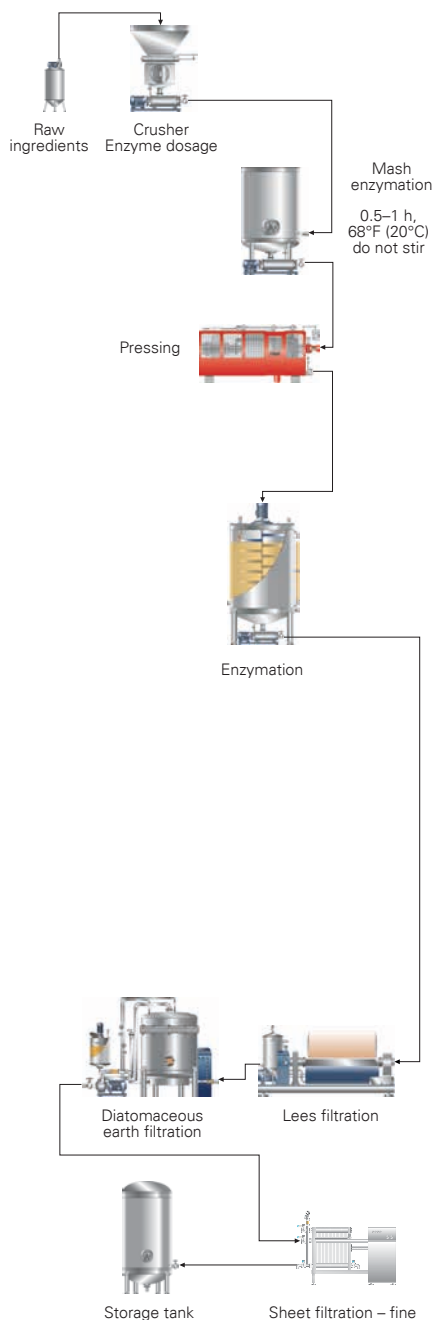 Raw
ingredients
Crusher
Enzyme dosage
Mash
enzymation
0.5–1 h,
68°F (20°C)
do not stir
Pressing
Enzymation
Diatomaceous
earth filtration
Lees filtration
Storage tank
Sheet filtration – fine